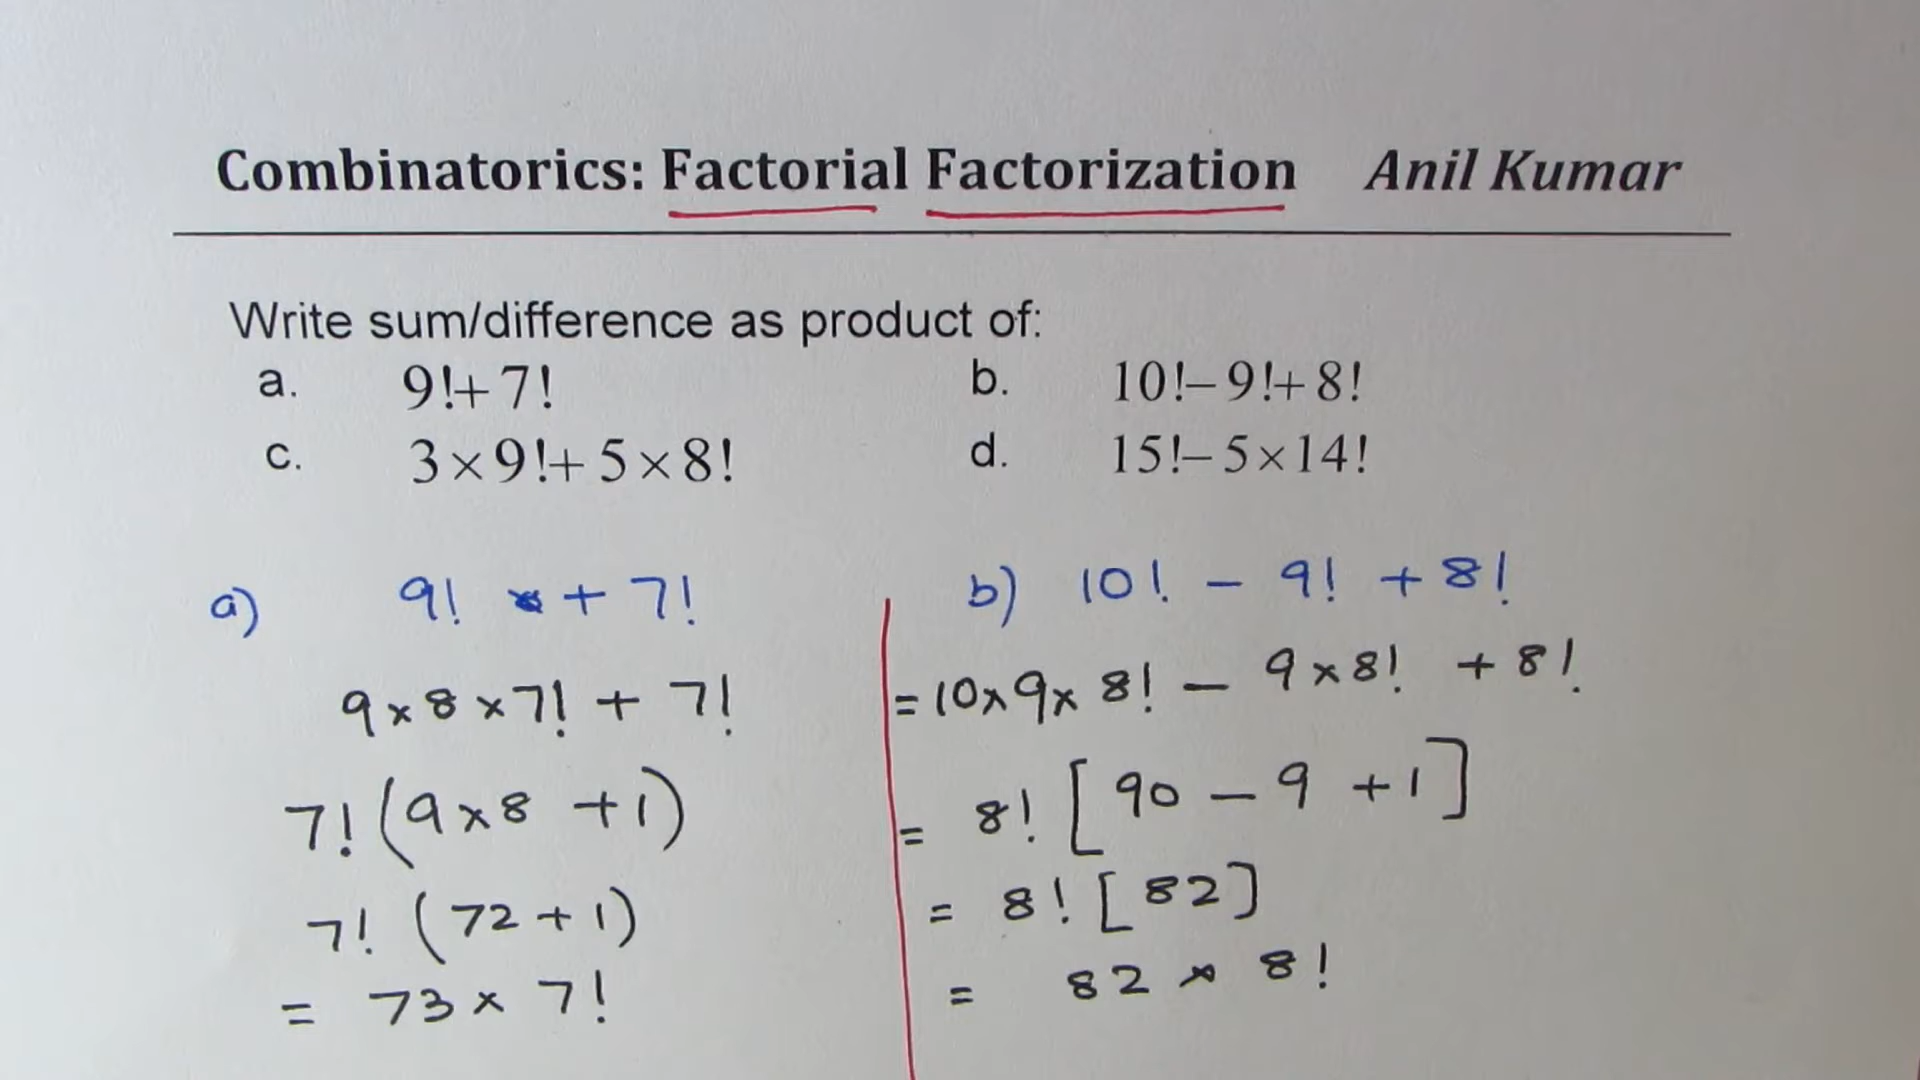 Combinatorics: Factorial Factorization Anil Kumar
Write sum/difference as product of:
a. 9!+7! b. 10!–9!+8!
c. 3×9!+5×8! d. 15!–5×14!
a) 9! + 7!
9×8×7! + 7!
7!(9×8 +1)
7! (72+1)
= 73 × 7!
b) 10! – 9! + 8!
= 10×9×8! – 9×8! + 8!
= 8! [90 – 9 +1]
= 8! [82]
= 82 × 8!